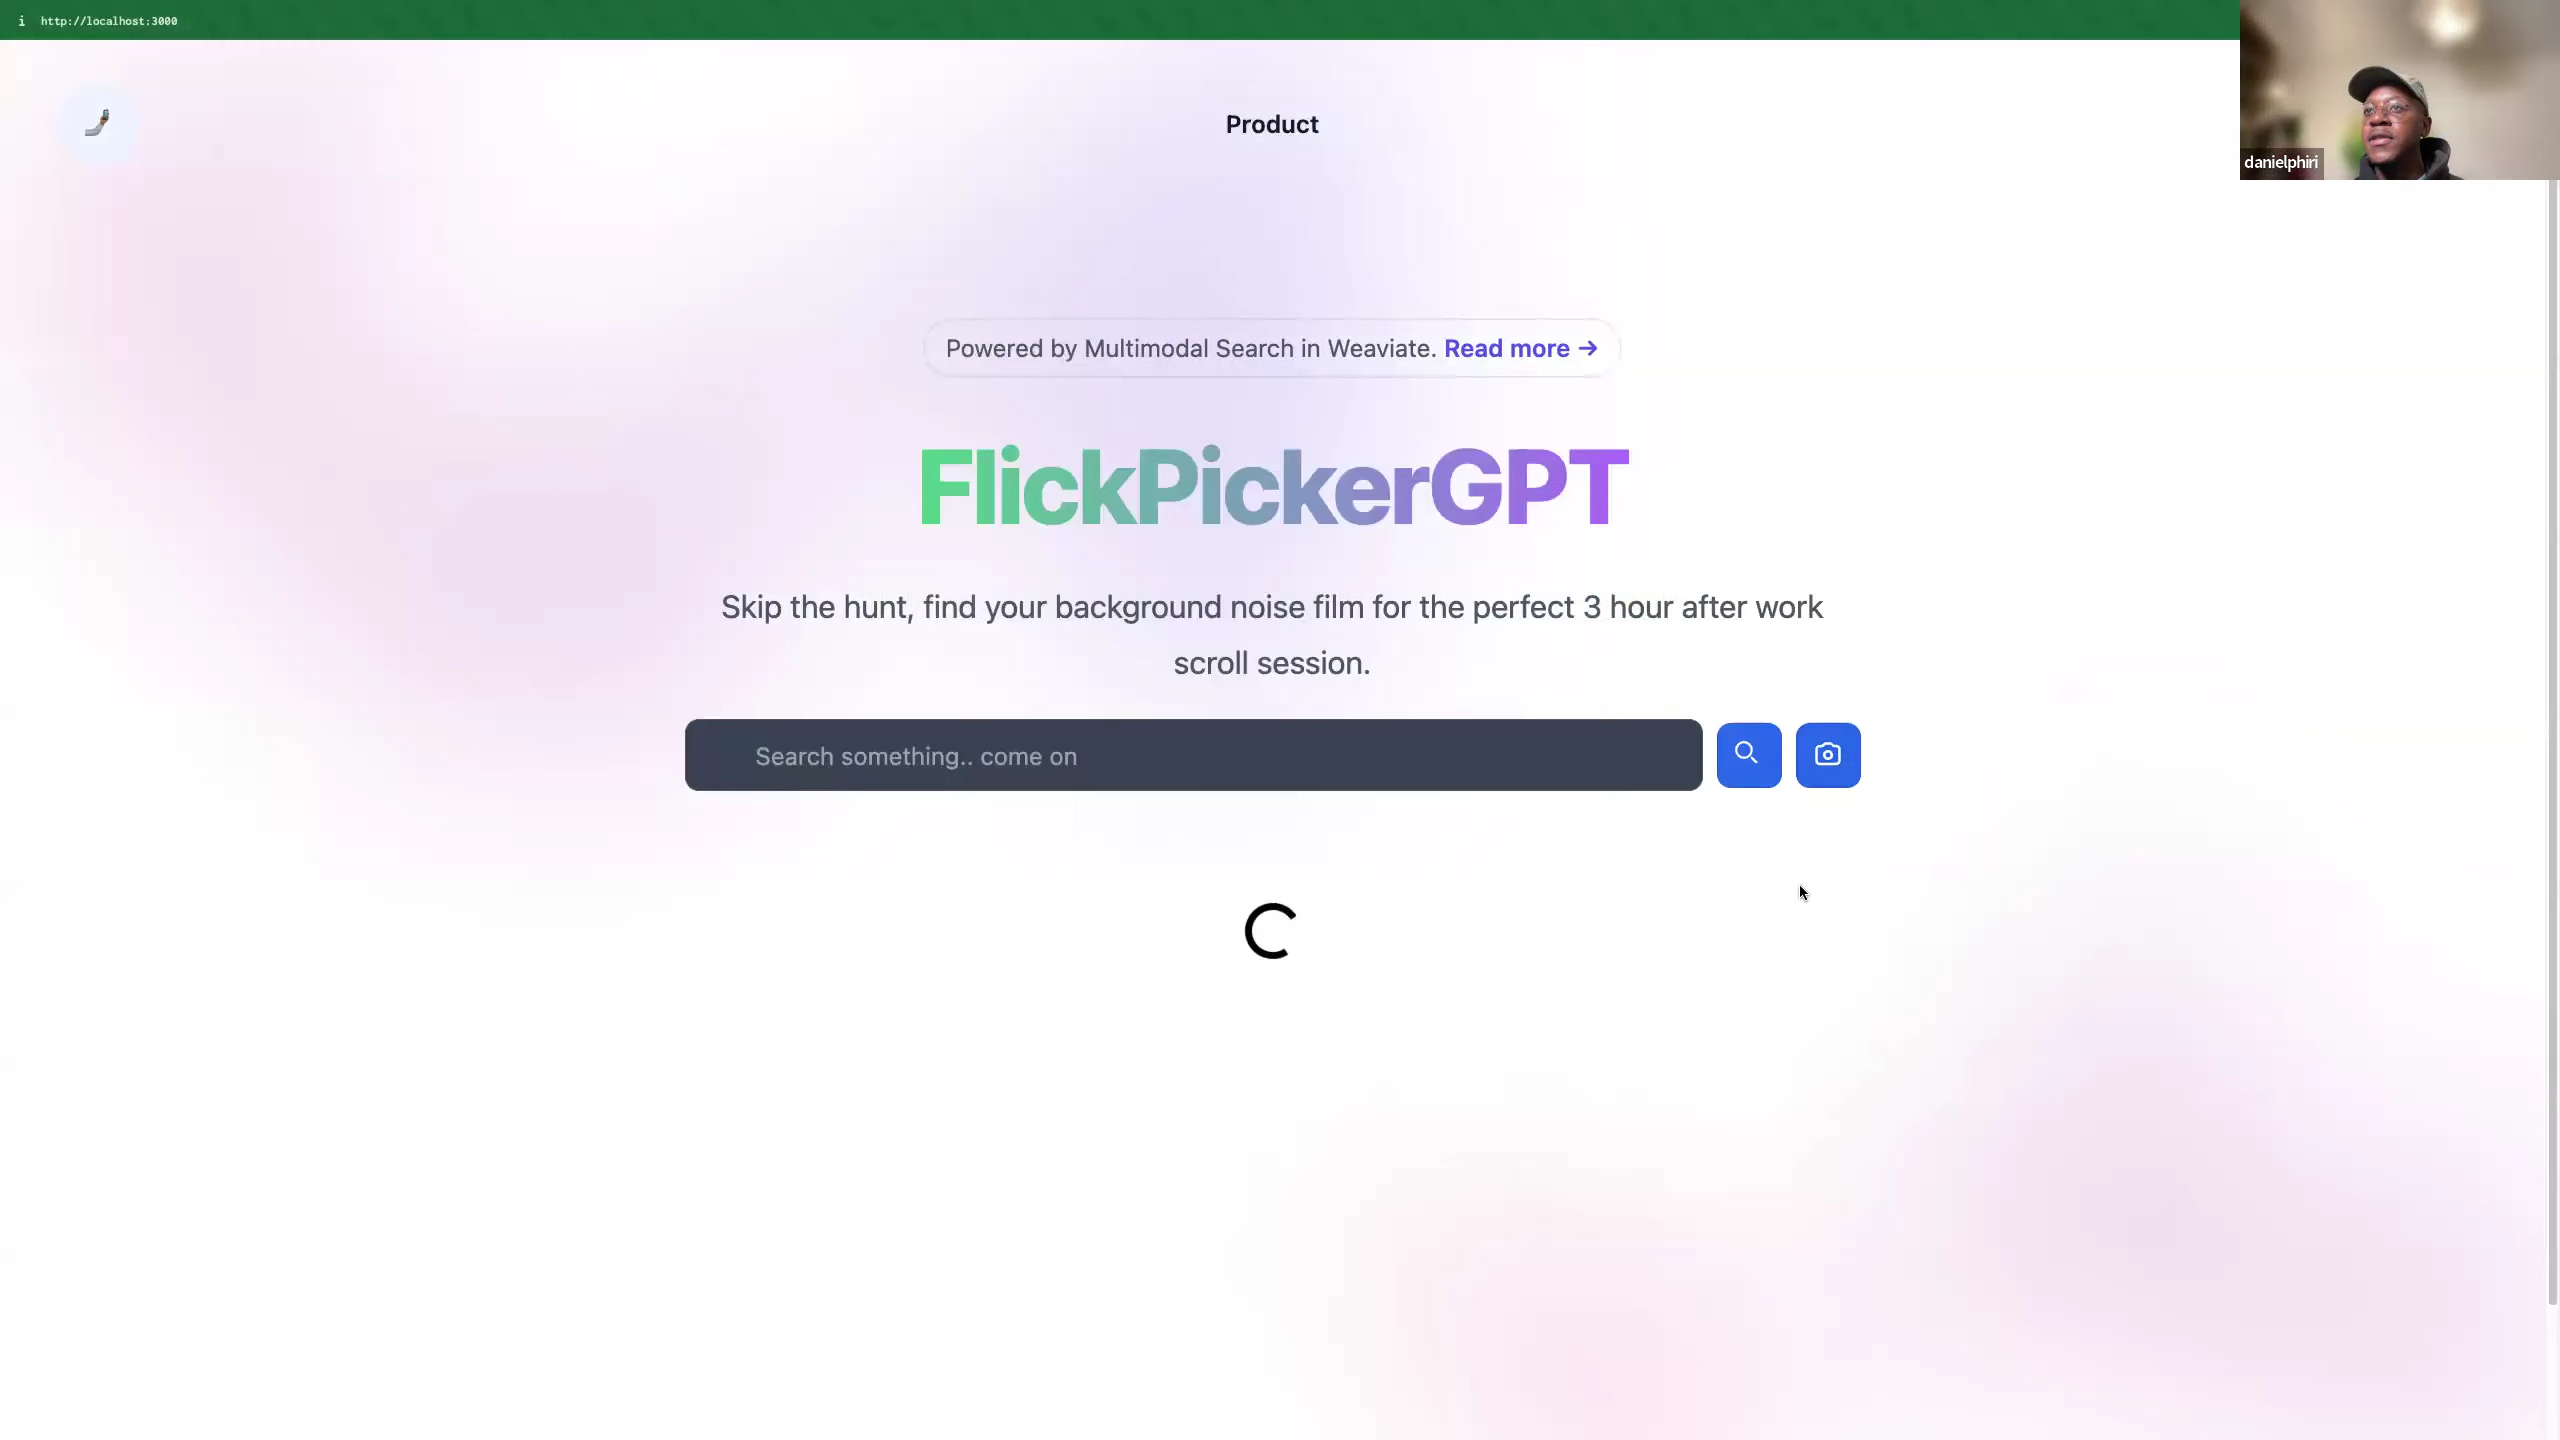 i http://localhost:3000
Product
danielphiri
Powered by Multimodal Search in Weaviate. Read more →
FlickPickerGPT
Skip the hunt, find your background noise film for the perfect 3 hour after work
scroll session.
Search something.. come on